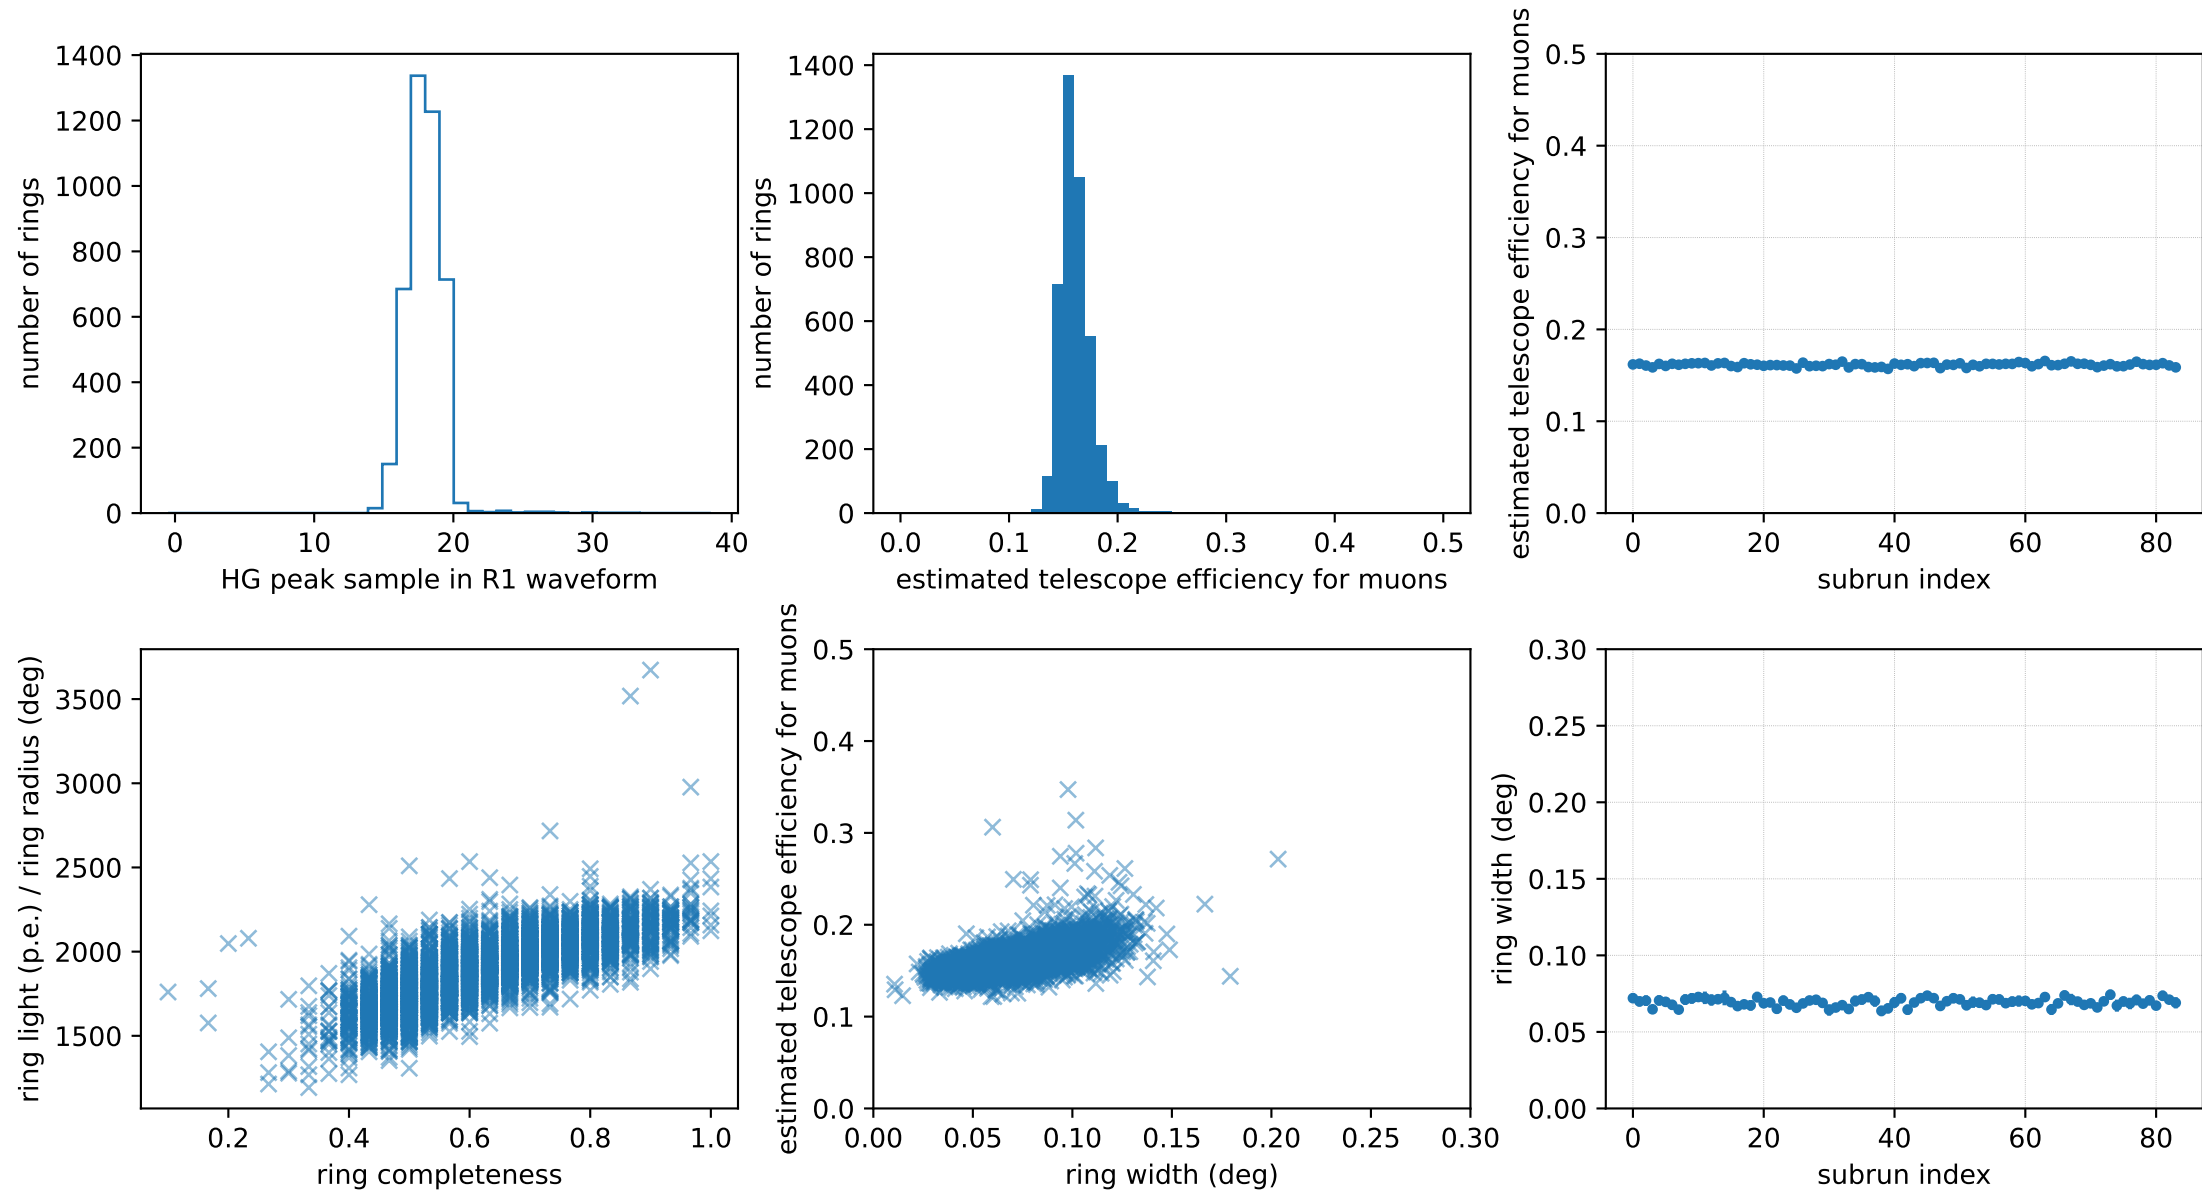 1400
1200
1000
800
600
400
200
0
number of rings
0 10 20 30 40
HG peak sample in R1 waveform
1400
1200
1000
800
600
400
200
0
number of rings
0.0 0.1 0.2 0.3 0.4 0.5
estimated telescope efficiency for muons
0.5
0.4
0.3
0.2
0.1
0.0
estimated telescope efficiency for muons
0 20 40 60 80
subrun index
3500
3000
2500
2000
1500
ring light (p.e.) / ring radius (deg)
0.2 0.4 0.6 0.8 1.0
ring completeness
0.5
0.4
0.3
0.2
0.1
0.0
estimated telescope efficiency for muons
0.00 0.05 0.10 0.15 0.20 0.25 0.30
ring width (deg)
0.30
0.25
0.20
0.15
0.10
0.05
0.00
ring width (deg)
0 20 40 60 80
subrun index